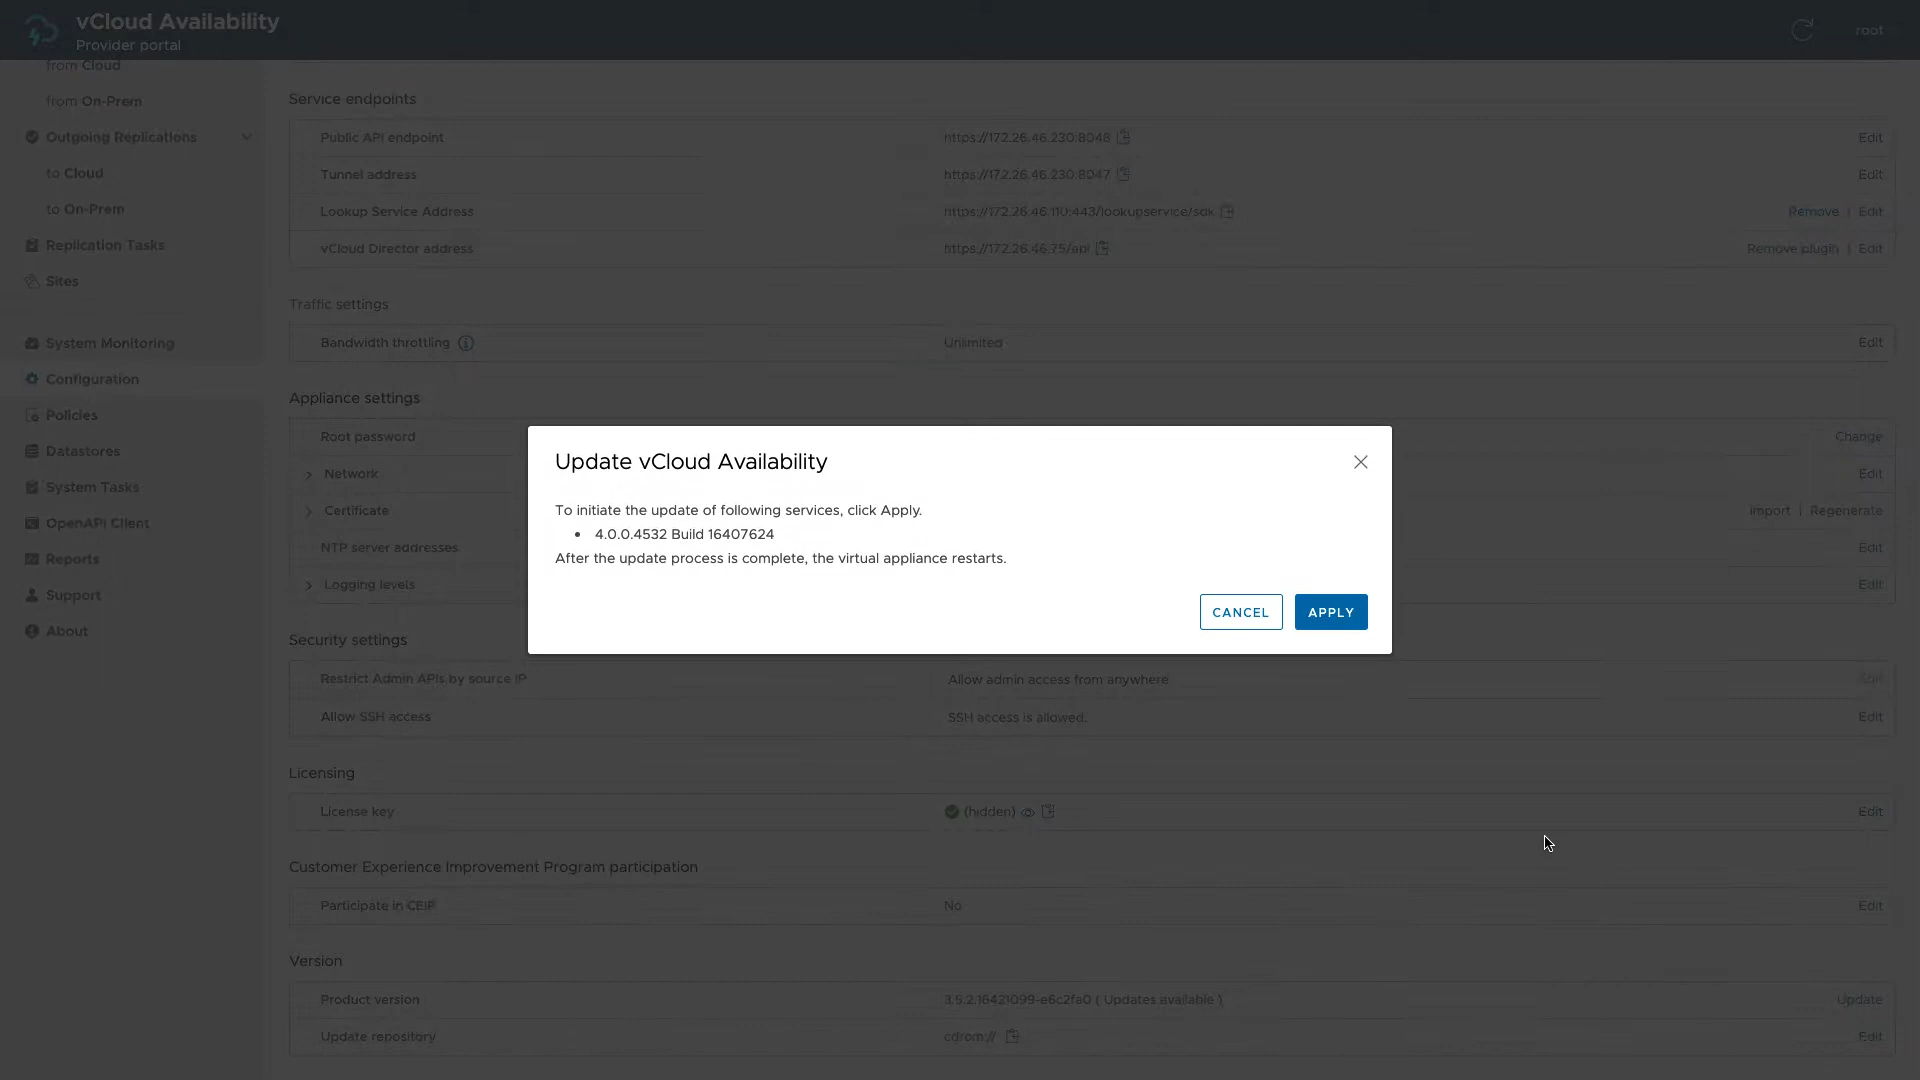 vCloud Availability
Provider portal
root
from Cloud
from On-Prem
Outgoing Replications
to Cloud
to On-Prem
Replication Tasks
Sites
System Monitoring
Configuration
Policies
Datastores
System Tasks
OpenAPI Client
Reports
Support
About
Service endpoints
Public API endpoint https://172.26.46.230:8048 Edit
Tunnel address https://172.26.46.230:8047 Edit
Lookup Service Address https://172.26.46.110:443/lookupservice/sdk Remove | Edit
vCloud Director address https://172.26.46.75/api Remove plugin | Edit
Traffic settings
Bandwidth throttling Unlimited Edit
Appliance settings
Root password Change
Network Edit
Certificate Import | Regenerate
NTP server addresses Edit
Logging levels Edit
Update vCloud Availability
To initiate the update of following services, click Apply.
• 4.0.0.4532 Build 16407624
After the update process is complete, the virtual appliance restarts.
CANCEL APPLY
Security settings
Restrict Admin APIs by source IP Allow admin access from anywhere. Edit
Allow SSH access SSH access is allowed. Edit
Licensing
License key (hidden) Edit
Customer Experience Improvement Program participation
Participate in CEIP No Edit
Version
Product version 3.5.2.16421099-e6c2fa0 ( Updates available ) Update
Update repository cdrom:// Edit